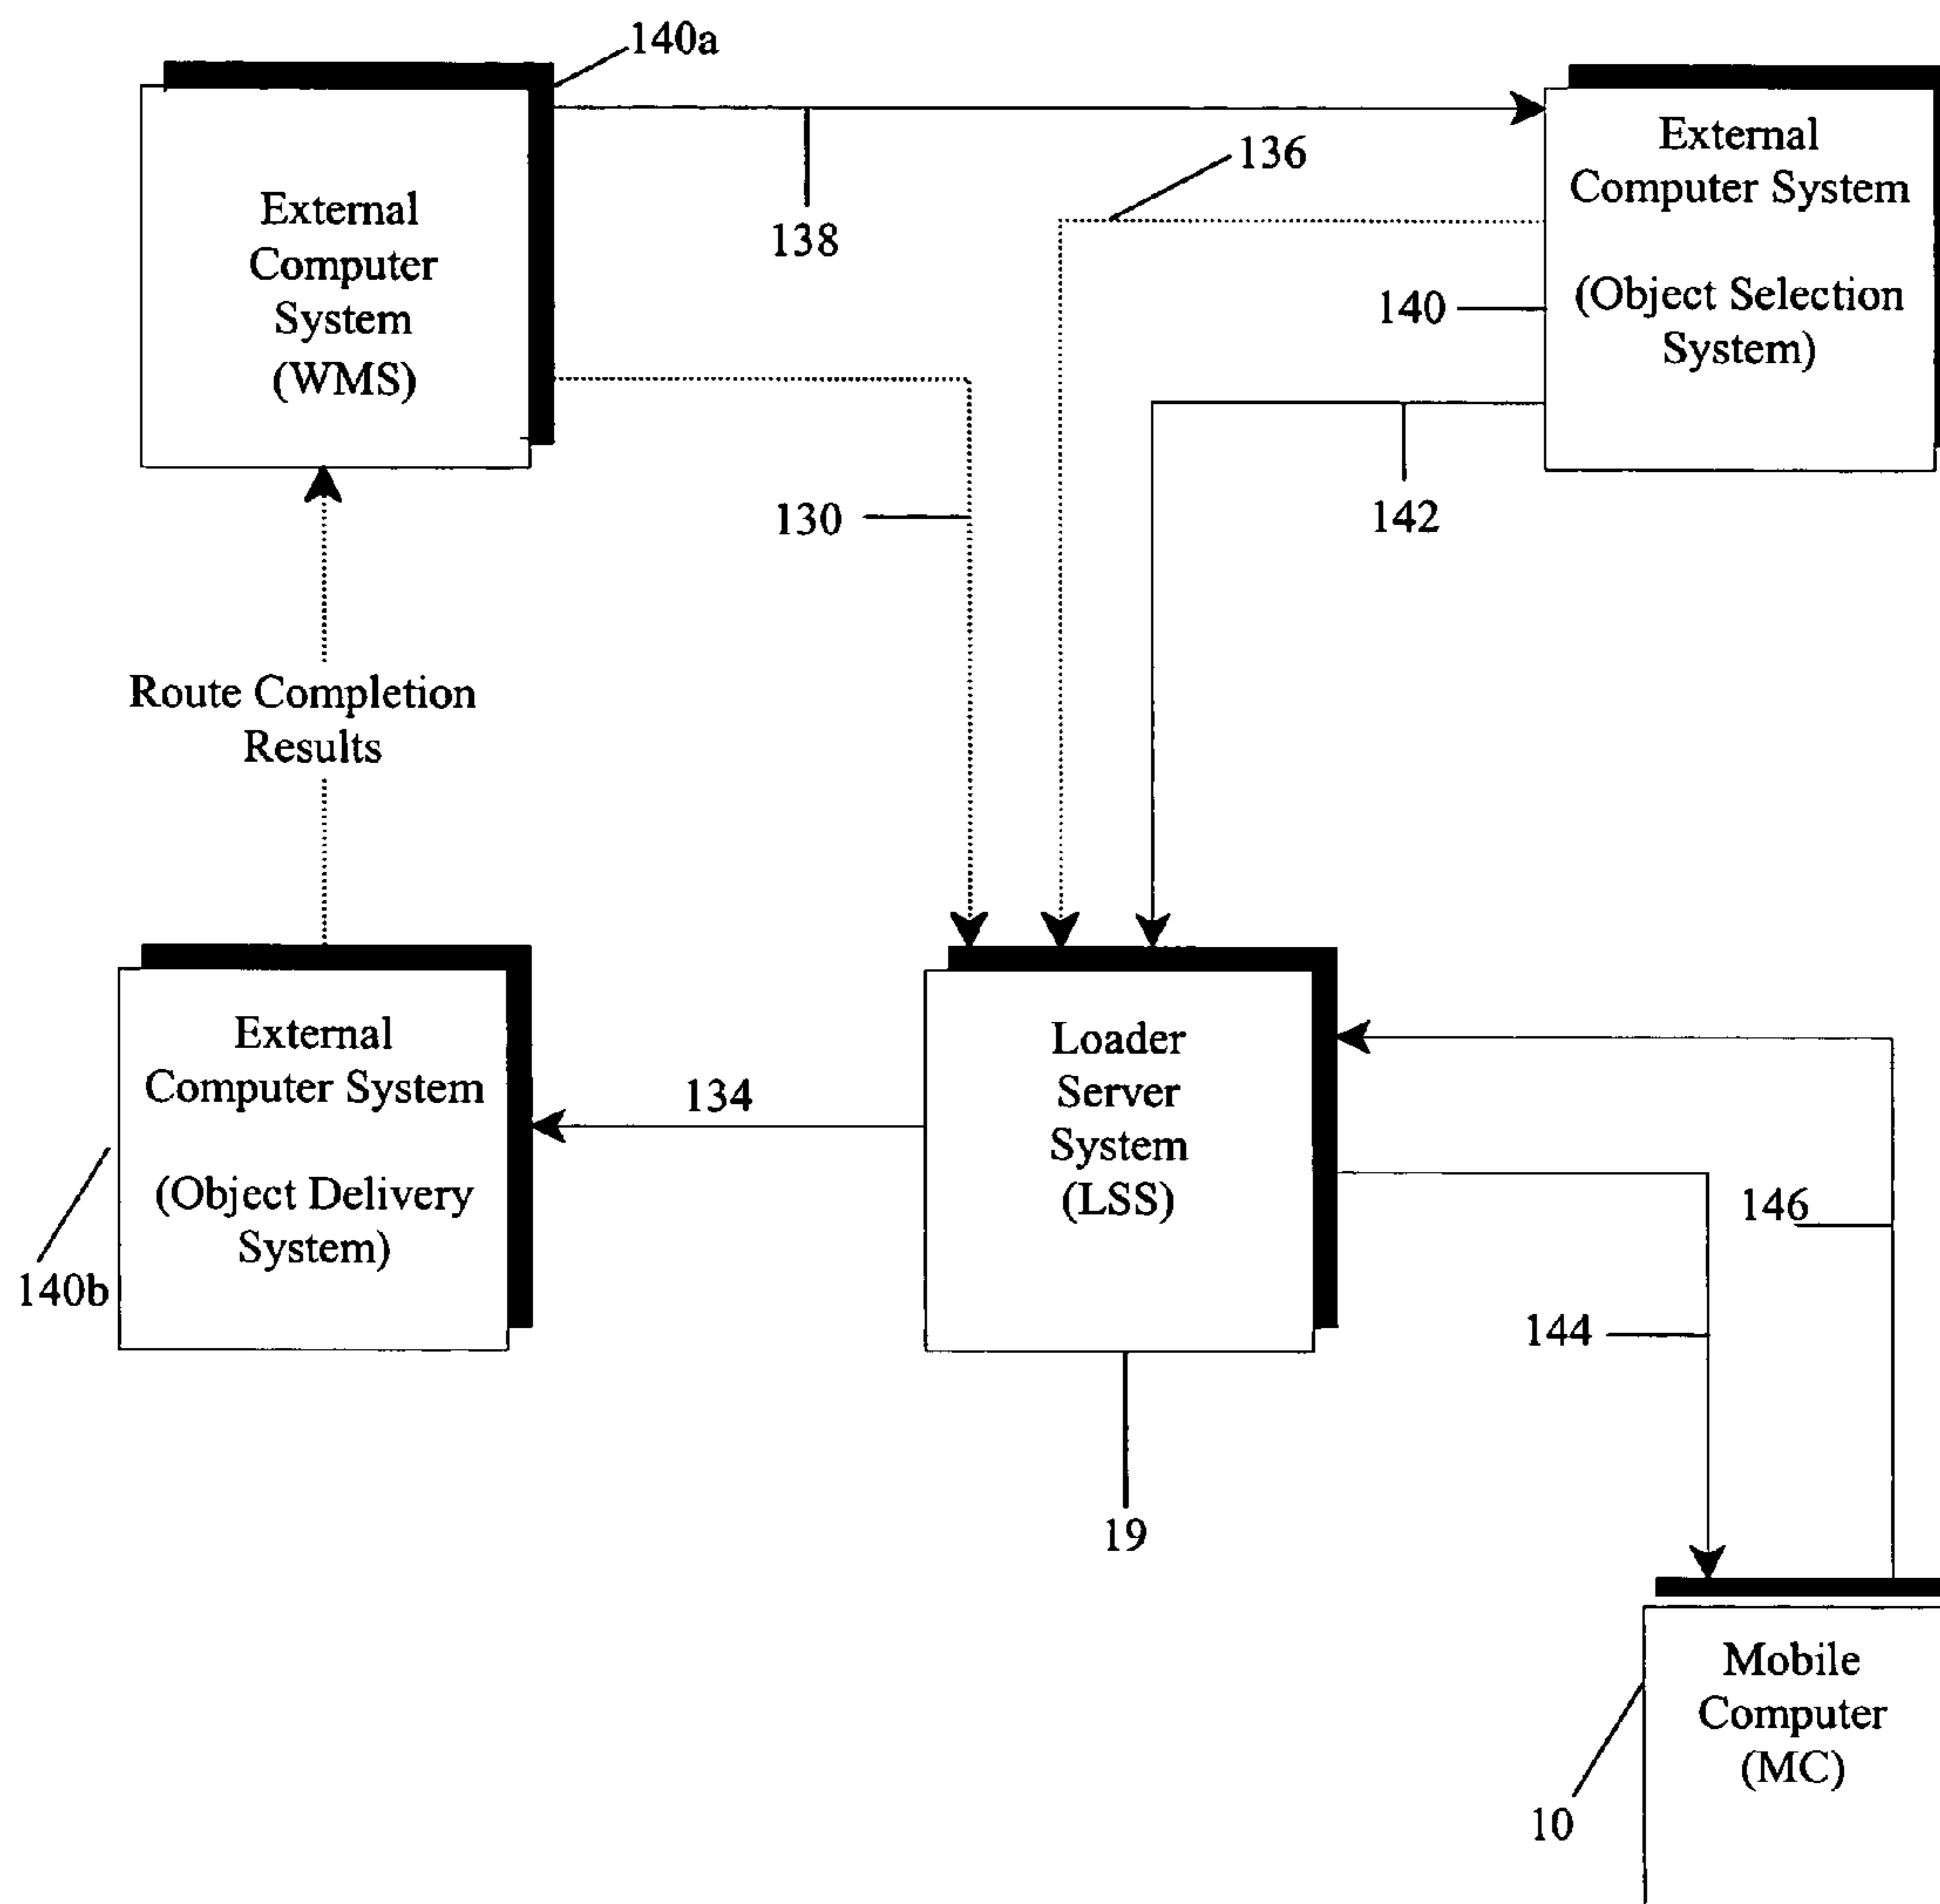 140a
External
Computer
System
(WMS)
138
136
External
Computer System
(Object Selection
System)
140
130
142
Route Completion
Results
External
Computer System
(Object Delivery
System)
140b
134
Loader
Server
System
(LSS)
19
146
144
Mobile
Computer
(MC)
10